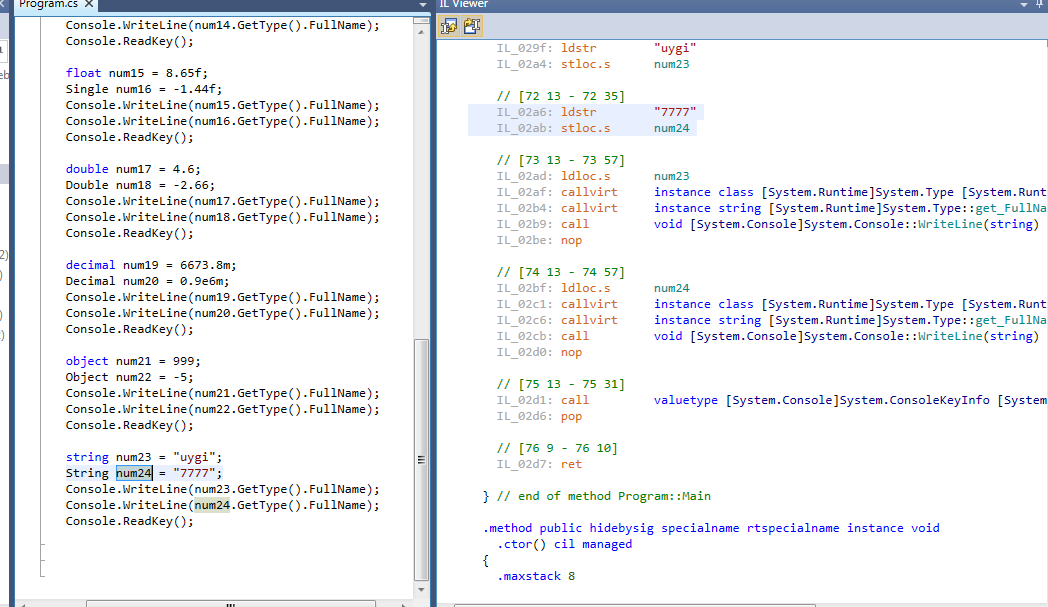 Program.cs
Console.WriteLine(num14.GetType().FullName);
Console.ReadKey();
float num15 = 8.65f;
Single num16 = -1.44f;
Console.WriteLine(num15.GetType().FullName);
Console.WriteLine(num16.GetType().FullName);
Console.ReadKey();
double num17 = 4.6;
Double num18 = -2.66;
Console.WriteLine(num17.GetType().FullName);
Console.WriteLine(num18.GetType().FullName);
Console.ReadKey();
decimal num19 = 6673.8m;
Decimal num20 = 0.9e6m;
Console.WriteLine(num19.GetType().FullName);
Console.WriteLine(num20.GetType().FullName);
Console.ReadKey();
object num21 = 999;
Object num22 = -5;
Console.WriteLine(num21.GetType().FullName);
Console.WriteLine(num22.GetType().FullName);
Console.ReadKey();
string num23 = "uygi";
String num24 = "7777";
Console.WriteLine(num23.GetType().FullName);
Console.WriteLine(num24.GetType().FullName);
Console.ReadKey();
IL Viewer
IL_029f: ldstr "uygi"
IL_02a4: stloc.s num23
// [72 13 - 72 35]
IL_02a6: ldstr "7777"
IL_02ab: stloc.s num24
// [73 13 - 73 57]
IL_02ad: ldloc.s num23
IL_02af: callvirt instance class [System.Runtime]System.Type [System.Runt
IL_02b4: callvirt instance string [System.Runtime]System.Type::get_FullNa
IL_02b9: call void [System.Console]System.Console::WriteLine(string)
IL_02be: nop
// [74 13 - 74 57]
IL_02bf: ldloc.s num24
IL_02c1: callvirt instance class [System.Runtime]System.Type [System.Runt
IL_02c6: callvirt instance string [System.Runtime]System.Type::get_FullNa
IL_02cb: call void [System.Console]System.Console::WriteLine(string)
IL_02d0: nop
// [75 13 - 75 31]
IL_02d1: call valuetype [System.Console]System.ConsoleKeyInfo [System
IL_02d6: pop
// [76 9 - 76 10]
IL_02d7: ret
} // end of method Program::Main
.method public hidebysig specialname rtspecialname instance void
.ctor() cil managed
{
.maxstack 8